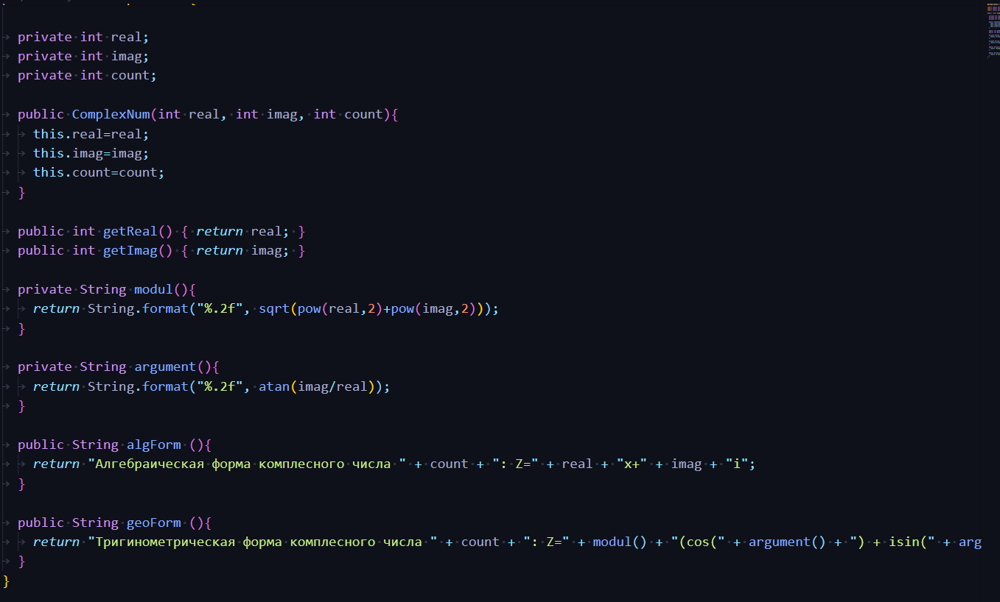 private int real;
private int imag;
private int count;
public ComplexNum(int real, int imag, int count){
this.real=real;
this.imag=imag;
this.count=count;
}
public int getReal() { return real; }
public int getImag() { return imag; }
private String modul(){
return String.format("%.2f", sqrt(pow(real,2)+pow(imag,2)));
}
private String argument(){
return String.format("%.2f", atan(imag/real));
}
public String algForm (){
return "Алгебраическая форма комплесного числа " + count + ": Z=" + real + "x+" + imag + "i";
}
public String geoForm (){
return "Тригинометрическая форма комплесного числа " + count + ": Z=" + modul() + "(cos(" + argument() + ") + isin(" + arg
}
}